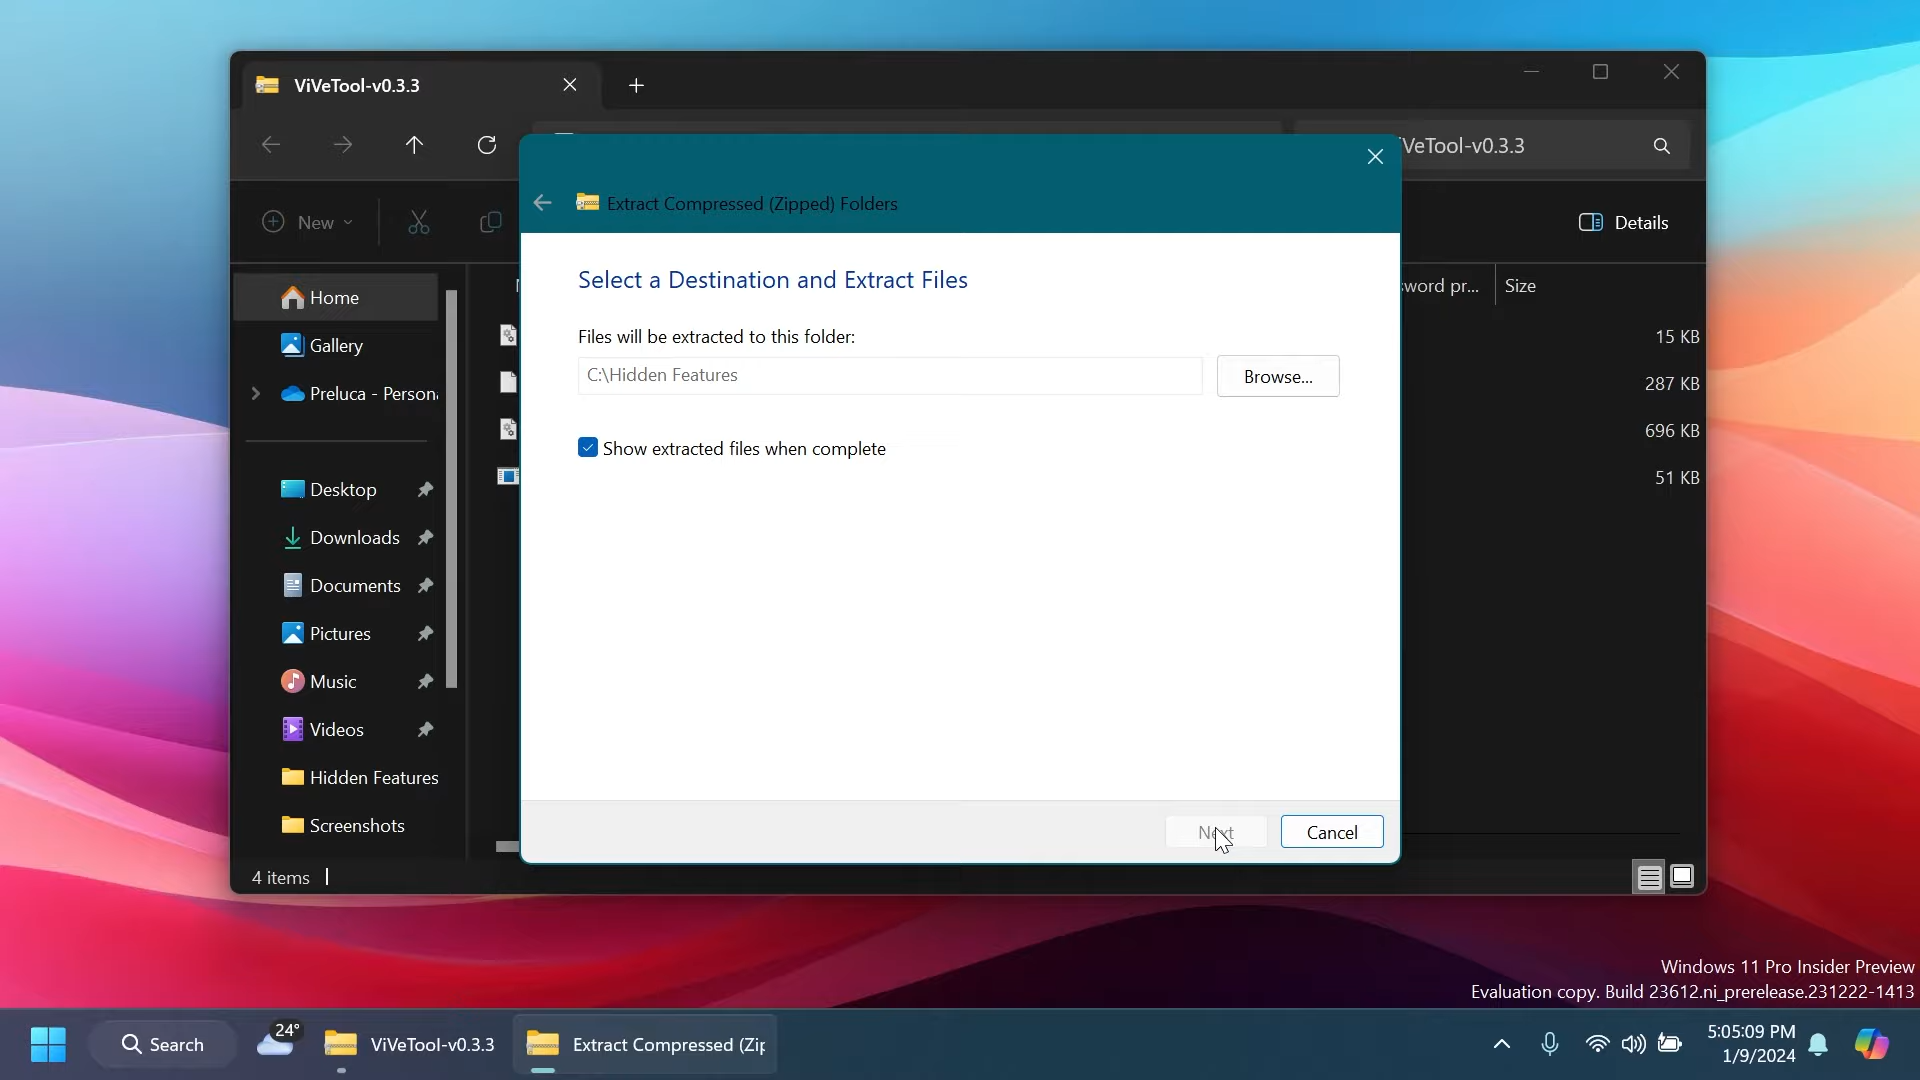 ViVeTool-v0.3.3
VeTool-v0.3.3
New
Extract Compressed (Zipped) Folders
Details
Home
Gallery
Preluca - Persona
Desktop
Downloads
Documents
Pictures
Music
Videos
Hidden Features
Screenshots
Select a Destination and Extract Files
Files will be extracted to this folder:
C:\Hidden Features
Browse...
Show extracted files when complete
Next
Cancel
sword pr...
Size
15 KB
287 KB
696 KB
51 KB
4 items
Windows 11 Pro Insider Preview
Evaluation copy. Build 23612.ni_prerelease.231222-1413
Search
24°
ViVeTool-v0.3.3
Extract Compressed (Zip
5:05:09 PM
1/9/2024